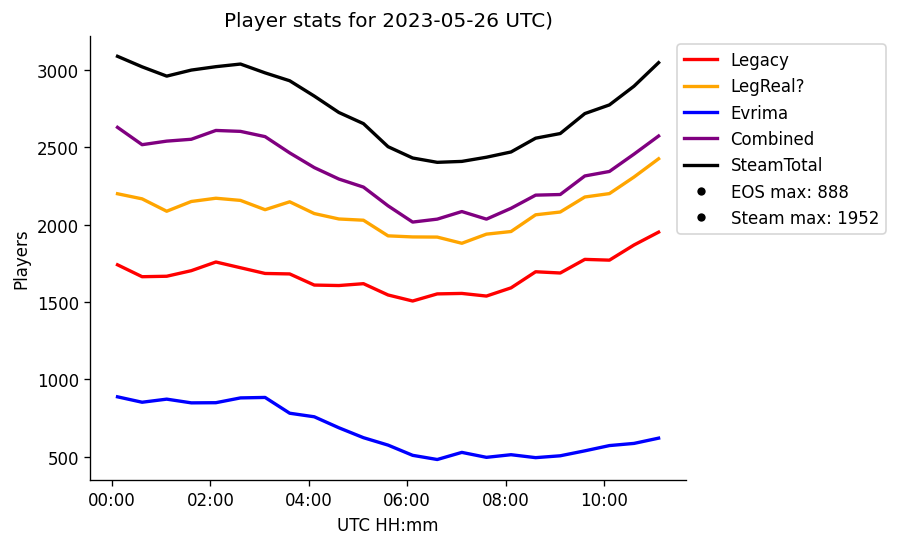 Player stats for 2023-05-26 UTC)
Players
3000
2500
2000
1500
1000
500
00:00 02:00 04:00 06:00 08:00 10:00
UTC HH:mm
Legacy
LegReal?
Evrima
Combined
SteamTotal
EOS max: 888
Steam max: 1952